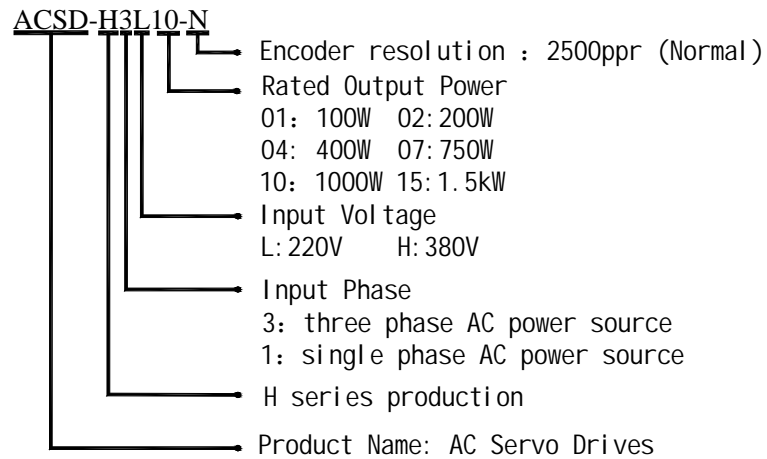 ACSD-H3L10-N
Encoder resolution : 2500ppr (Normal)
Rated Output Power
01: 100W 02:200W
04: 400W 07:750W
10: 1000W 15:1.5kW
Input Voltage
L:220V H:380V
Input Phase
3: three phase AC power source
1: single phase AC power source
H series production
Product Name: AC Servo Drives